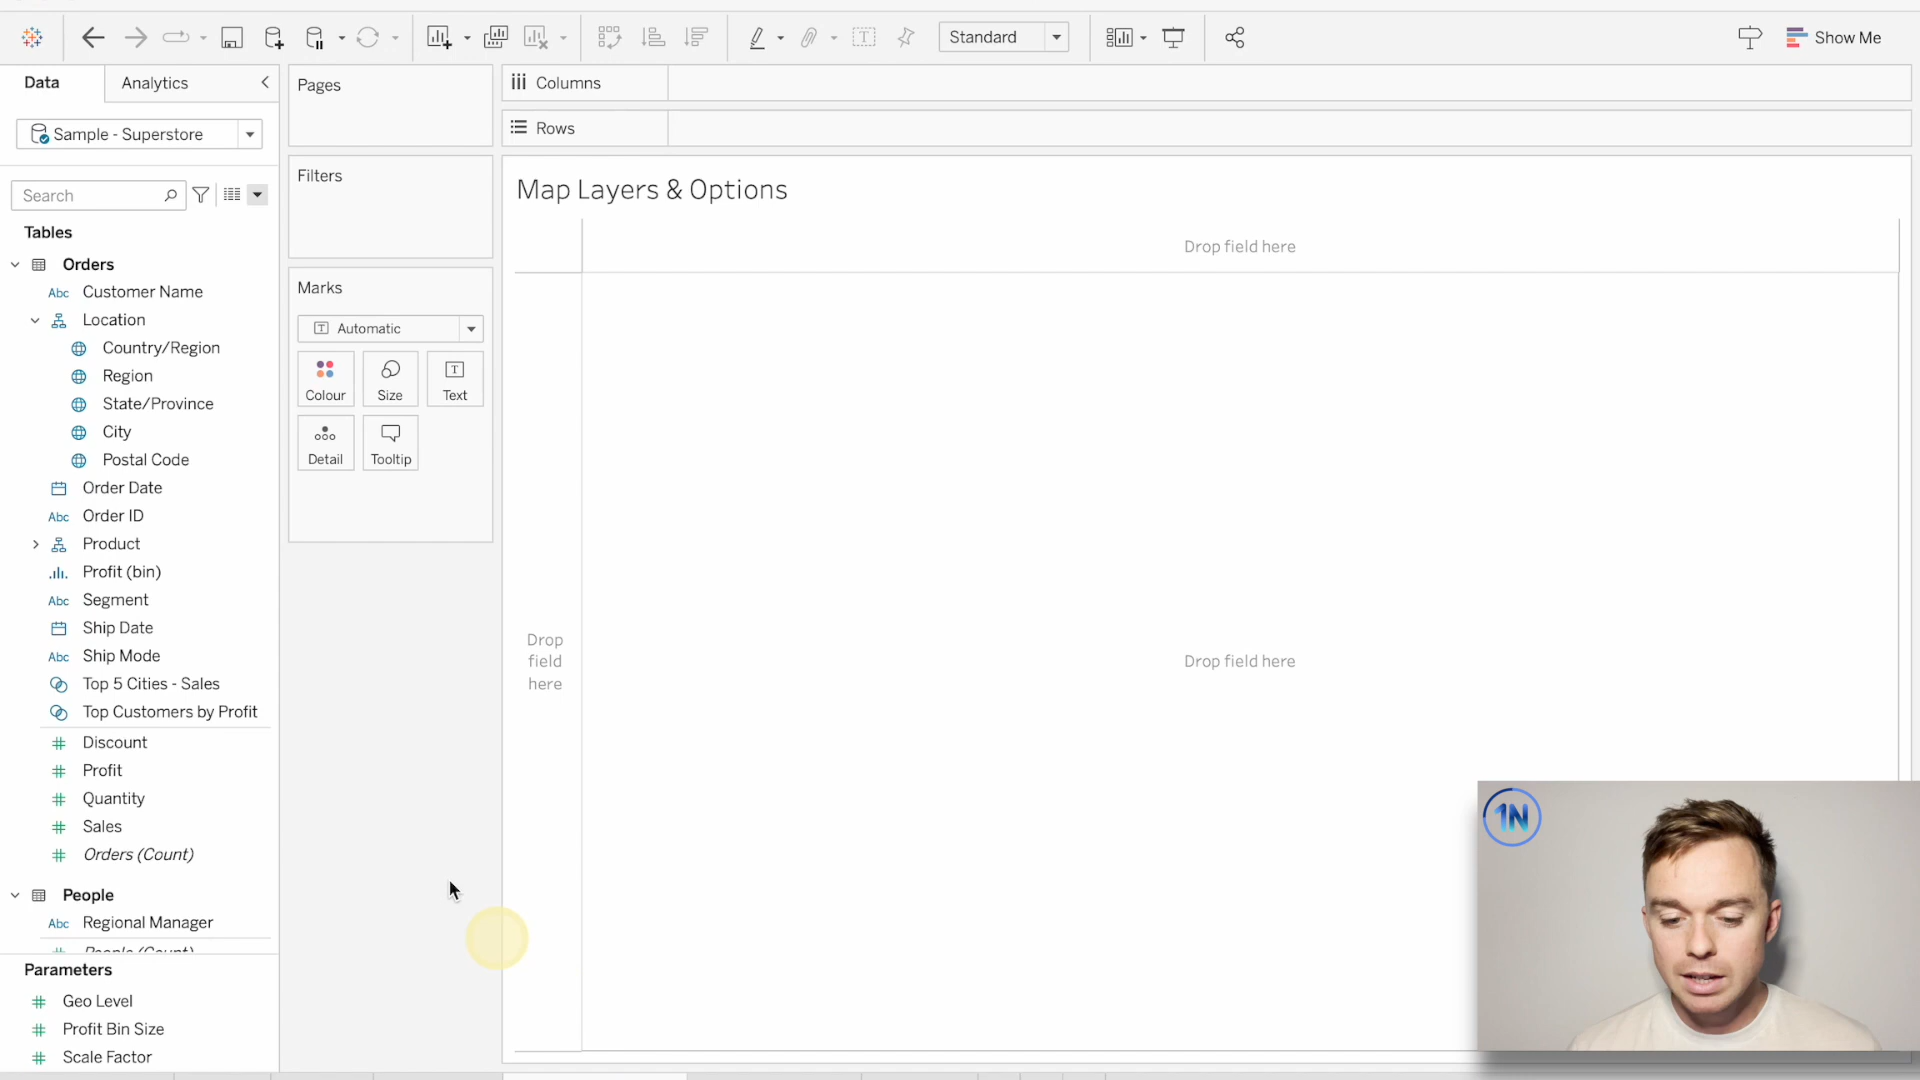 Standard
Show Me
Data
Analytics
Sample - Superstore
Search
Tables
Orders
Abc Customer Name
Location
Country/Region
Region
State/Province
City
Postal Code
Order Date
Abc Order ID
Product
Profit (bin)
Abc Segment
Ship Date
Abc Ship Mode
Top 5 Cities - Sales
Top Customers by Profit
# Discount
# Profit
# Quantity
# Sales
# Orders (Count)
People
Abc Regional Manager
# People (Count)
Parameters
# Geo Level
# Profit Bin Size
# Scale Factor
Pages
Filters
Marks
T Automatic
Colour
Size
T Text
Detail
Tooltip
Columns
Rows
Map Layers & Options
Drop field here
Drop
field
here
Drop field here
1N